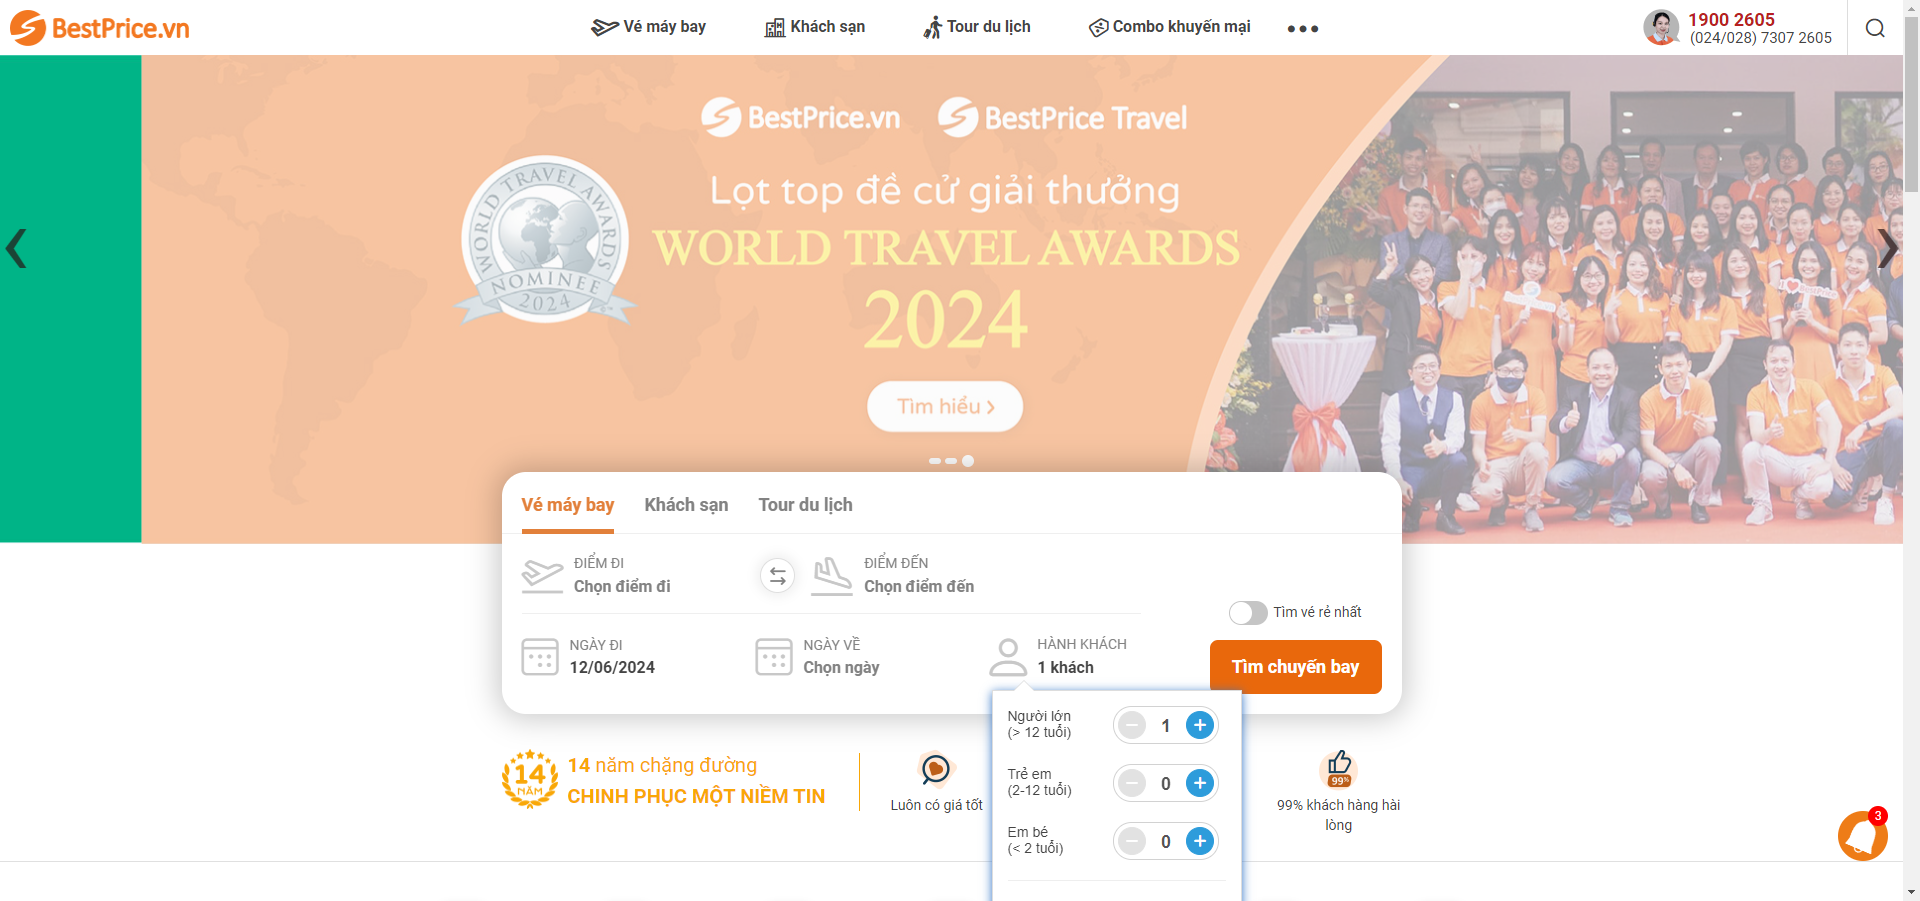 BestPrice.vn
Vé máy bay
Khách sạn
Tour du lịch
Combo khuyến mại
1900 2605
(024/028) 7307 2605
BestPrice.vn BestPrice Travel
WORLD TRAVEL AWARDS
NOMINEE
2024
Lọt top đề cử giải thưởng
WORLD TRAVEL AWARDS
2024
Tìm hiểu
I ❤ BestPrice
Vé máy bay
Khách sạn
Tour du lịch
ĐIỂM ĐI
Chọn điểm đi
ĐIỂM ĐẾN
Chọn điểm đến
Tìm vé rẻ nhất
NGÀY ĐI
12/06/2024
NGÀY VỀ
Chọn ngày
HÀNH KHÁCH
1 khách
Tìm chuyến bay
Người lớn
(> 12 tuổi)
1
Trẻ em
(2-12 tuổi)
0
Em bé
(< 2 tuổi)
0
14
NĂM
14 năm chặng đường
CHINH PHỤC MỘT NIỀM TIN
Luôn có giá tốt
99%
99% khách hàng hài
lòng
3